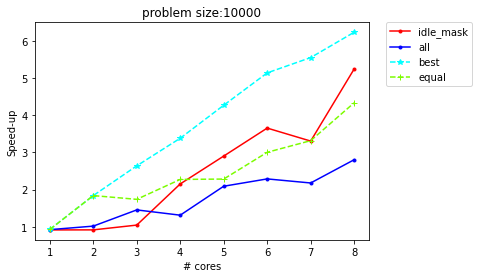 problem size:10000
idle_mask
all
best
equal
Speed-up
6
5
4
3
2
1
1 2 3 4 5 6 7 8
# cores